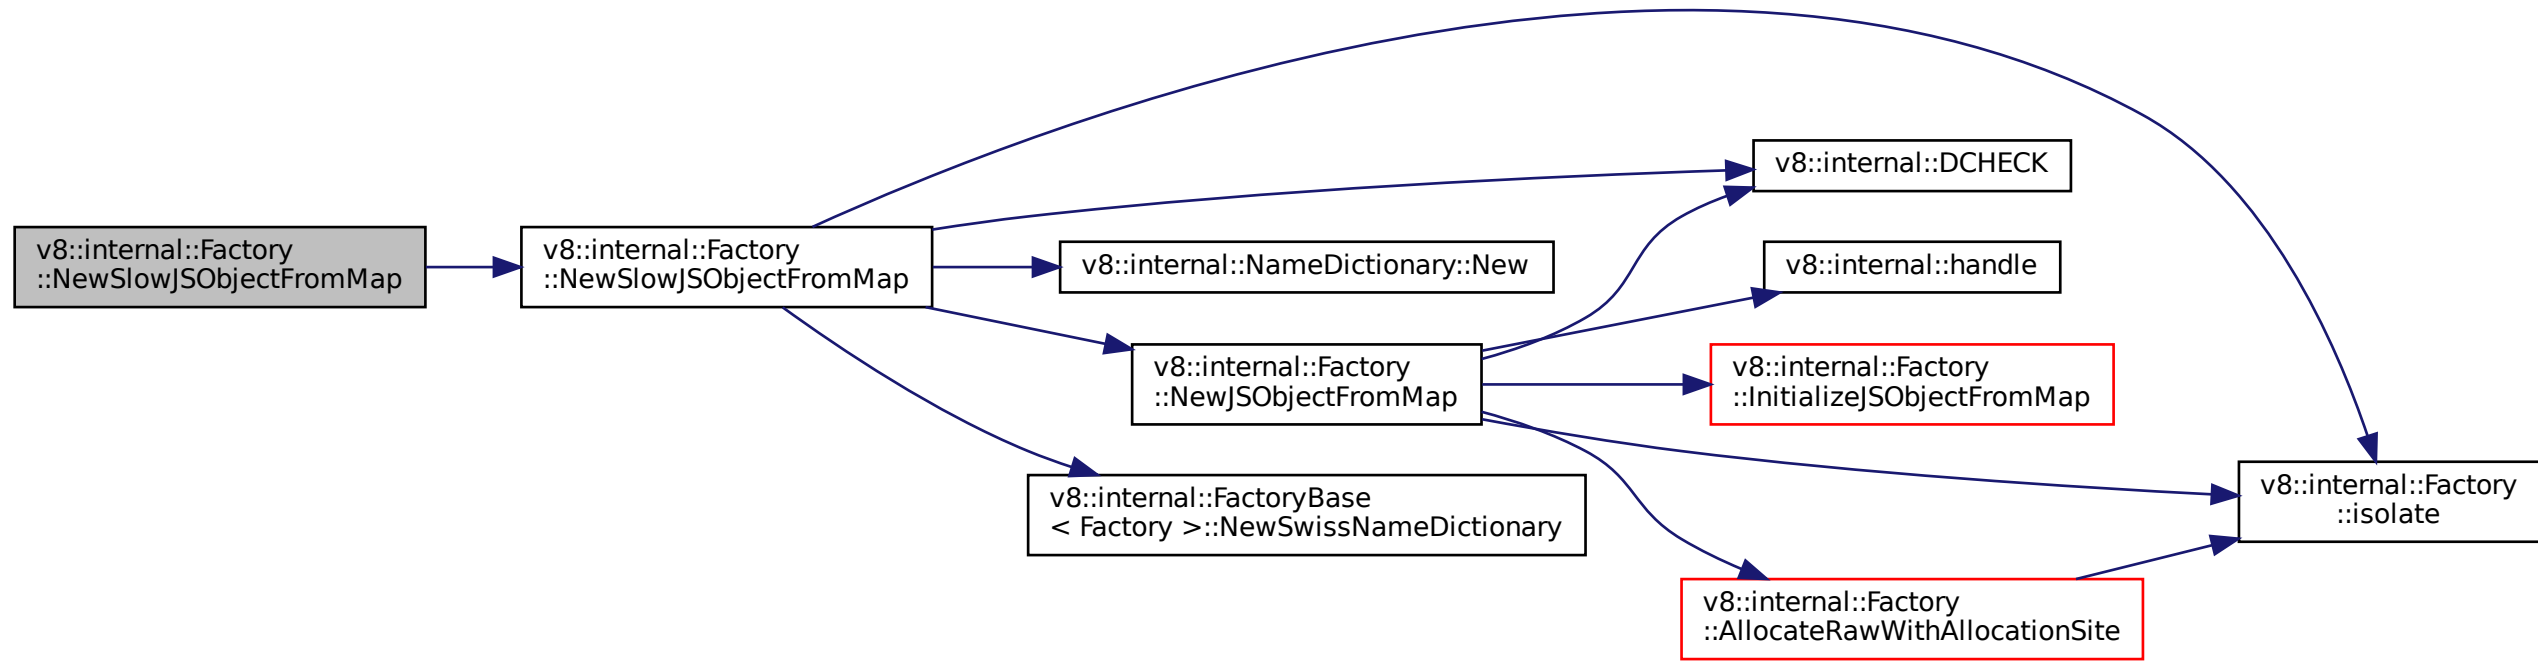 v8::internal::Factory
::NewSlowJSObjectFromMap
v8::internal::Factory
::NewSlowJSObjectFromMap
v8::internal::DCHECK
v8::internal::NameDictionary::New
v8::internal::handle
v8::internal::Factory
::NewJSObjectFromMap
v8::internal::Factory
::InitializeJSObjectFromMap
v8::internal::FactoryBase
< Factory >::NewSwissNameDictionary
v8::internal::Factory
::isolate
v8::internal::Factory
::AllocateRawWithAllocationSite